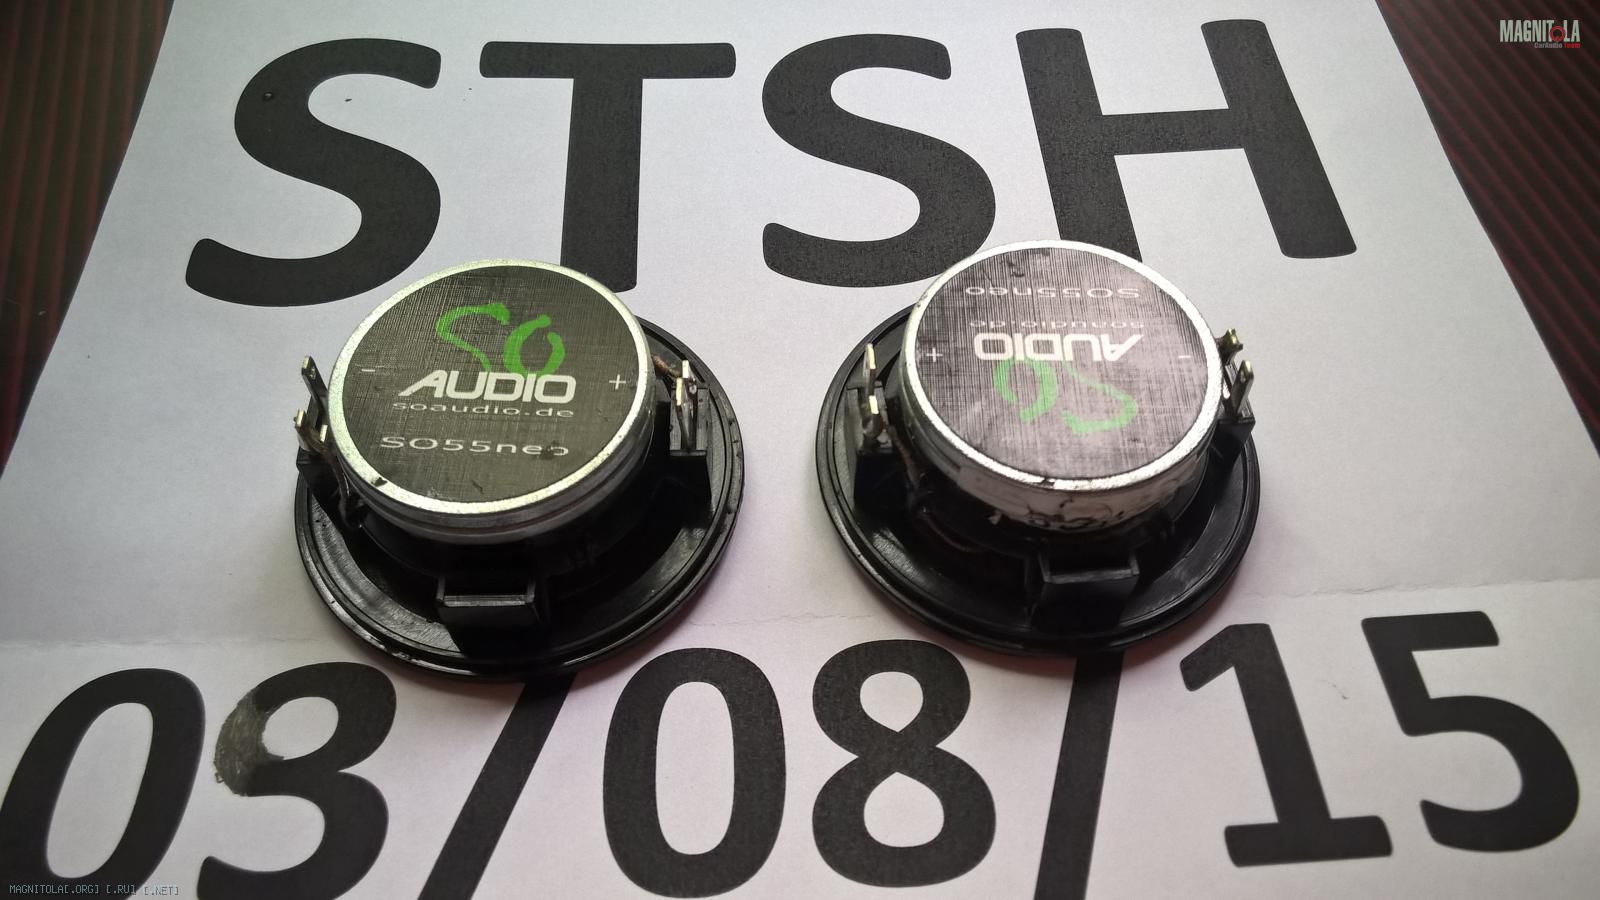 STSH
MAGNITOLA
CarAudio Team
SO
AUDIO
soaudio.de
SO55neo
- +
SO
AUDIO
soaudio.de
SO55neo
+ -
03/08/15
MAGNITOLA[.ORG] [.RU] [.NET]